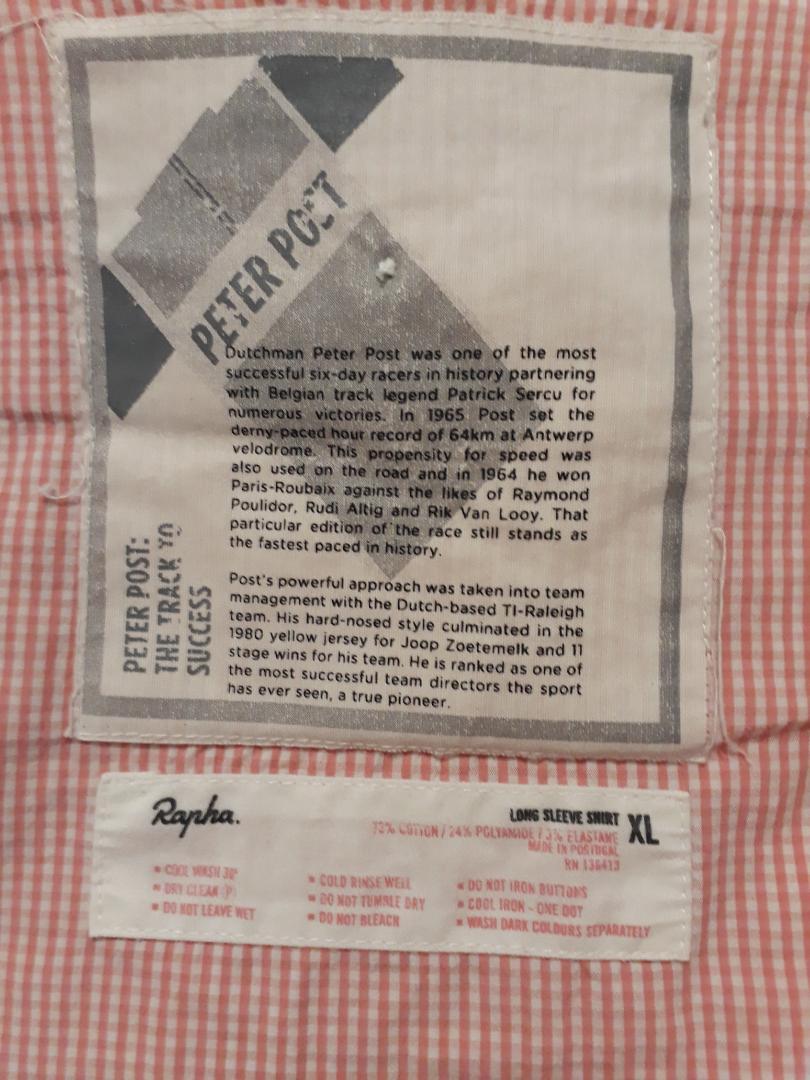 PETER POST
Dutchman Peter Post was one of the most
successful six-day racers in history partnering
with Belgian track legend Patrick Sercu for
numerous victories. In 1965 Post set the
derny-paced hour record of 64km at Antwerp
velodrome. This propensity for speed was
also used on the road and in 1964 he won
Paris-Roubaix against the likes of Raymond
Poulidor, Rudi Altig and Rik Van Looy. That
particular edition of the race still stands as
the fastest paced in history.
Post's powerful approach was taken into team
management with the Dutch-based TI-Raleigh
team. His hard-nosed style culminated in the
1980 yellow jersey for Joop Zoetemelk and 11
stage wins for his team. He is ranked as one of
the most successful team directors the sport
has ever seen, a true pioneer.
PETER POST:
THE TRACK TO
SUCCESS
Rapha.
LONG SLEEVE SHIRT XL
73% COTTON / 24% POLYAMIDE / 3% ELASTANE
MADE IN PORTUGAL
RN 136413
• COOL WASH 30°
• DRY CLEAN (P)
• DO NOT LEAVE WET
• COLD RINSE WELL
• DO NOT TUMBLE DRY
• DO NOT BLEACH
• DO NOT IRON BUTTONS
• COOL IRON - ONE DOT
• WASH DARK COLOURS SEPARATELY